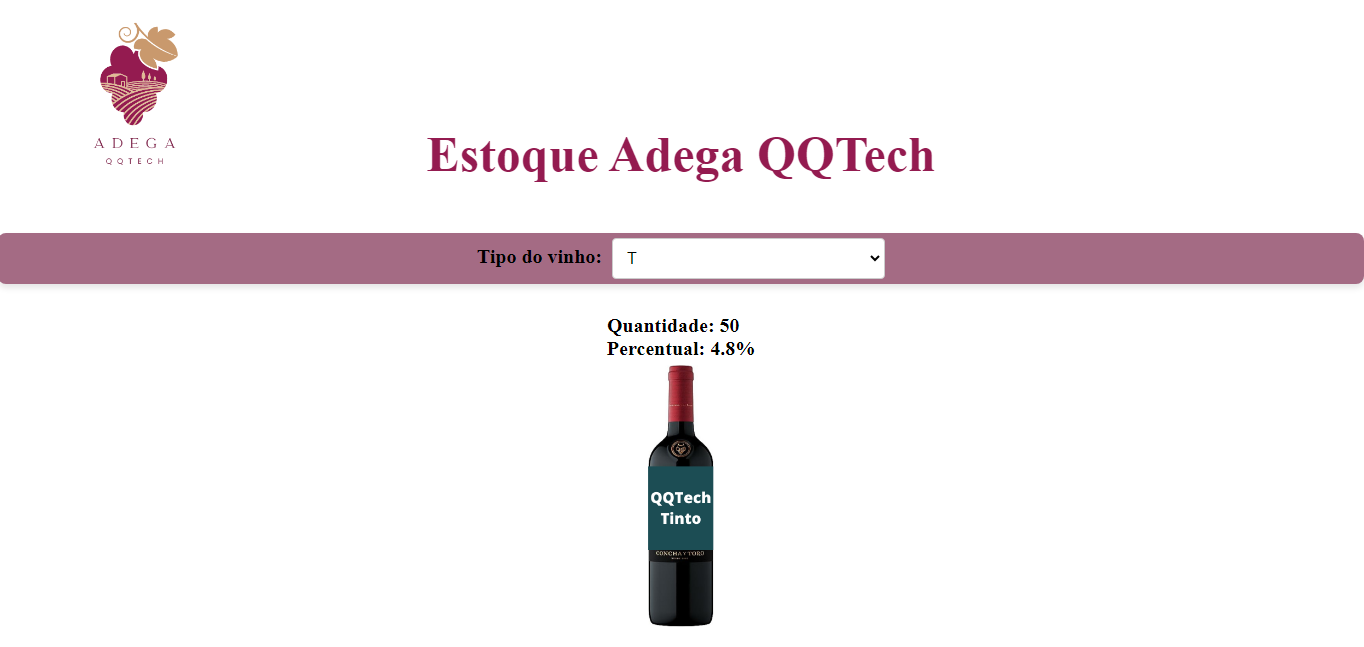 ADEGA
QQTECH
Estoque Adega QQTech
Tipo do vinho: T
Quantidade: 50
Percentual: 4.8%
QQTech
Tinto
CONCHA Y TORO